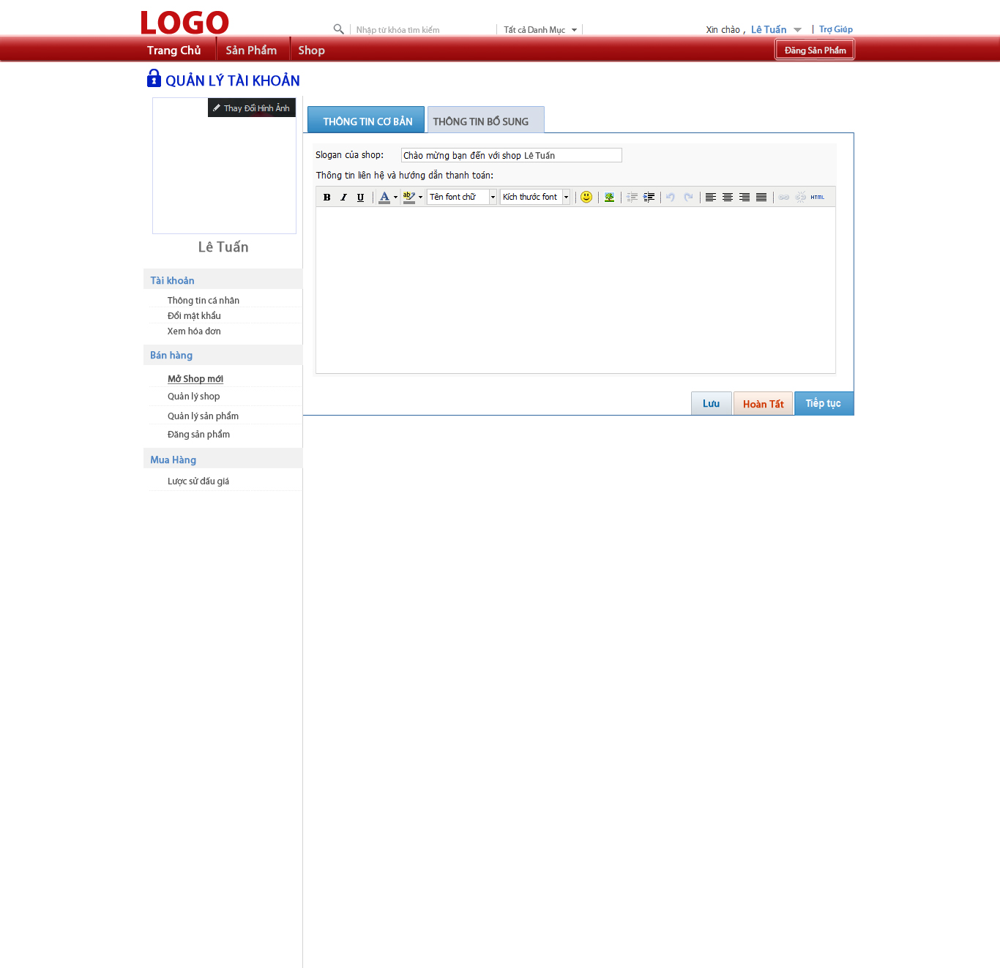 LOGO
Nhập từ khóa tìm kiếm
Tất cả Danh Mục
Xin chào , Lê Tuấn
Trợ Giúp
Trang Chủ
Sản Phẩm
Shop
Đăng Sản Phẩm
QUẢN LÝ TÀI KHOẢN
Thay Đổi Hình Ảnh
Lê Tuấn
Tài khoản
Thông tin cá nhân
Đổi mật khẩu
Xem hóa đơn
Bán hàng
Mở Shop mới
Quản lý shop
Quản lý sản phẩm
Đăng sản phẩm
Mua Hàng
Lược sử đấu giá
THÔNG TIN CƠ BẢN
THÔNG TIN BỔ SUNG
Slogan của shop: Chào mừng bạn đến với shop Lê Tuấn
Thông tin liên hệ và hướng dẫn thanh toán:
B I U A ab Tên font chữ Kích thước font HTML
Lưu
Hoàn Tất
Tiếp tục